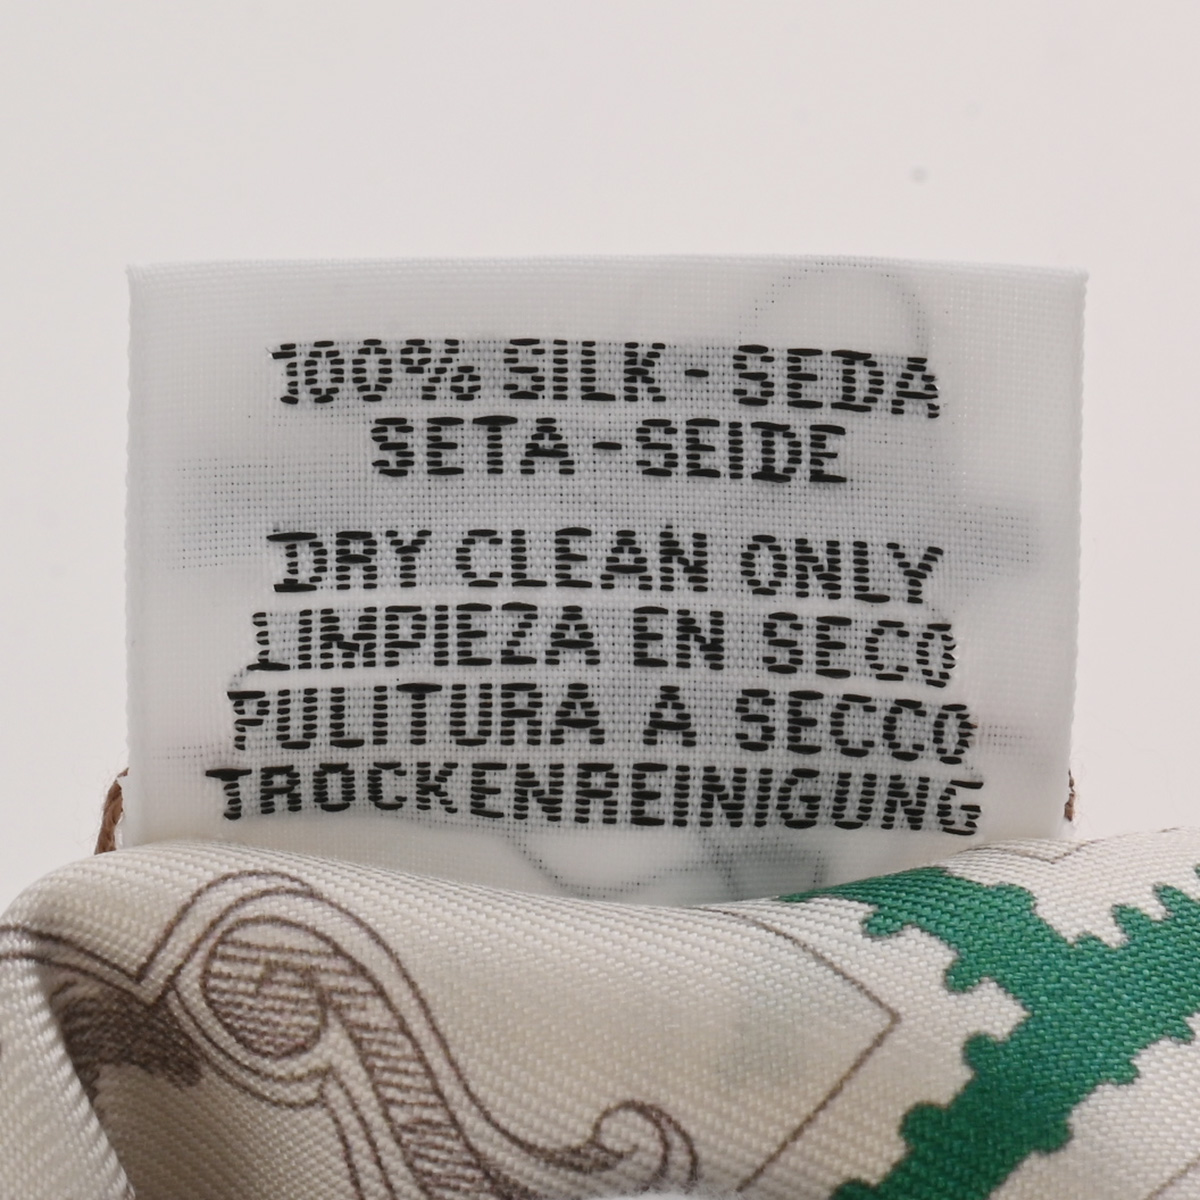 100% SILK - SEDA
SETA - SEIDE
DRY CLEAN ONLY
LIMPIEZA EN SECO
PULITURA A SECCO
TROCKENREINIGUNG